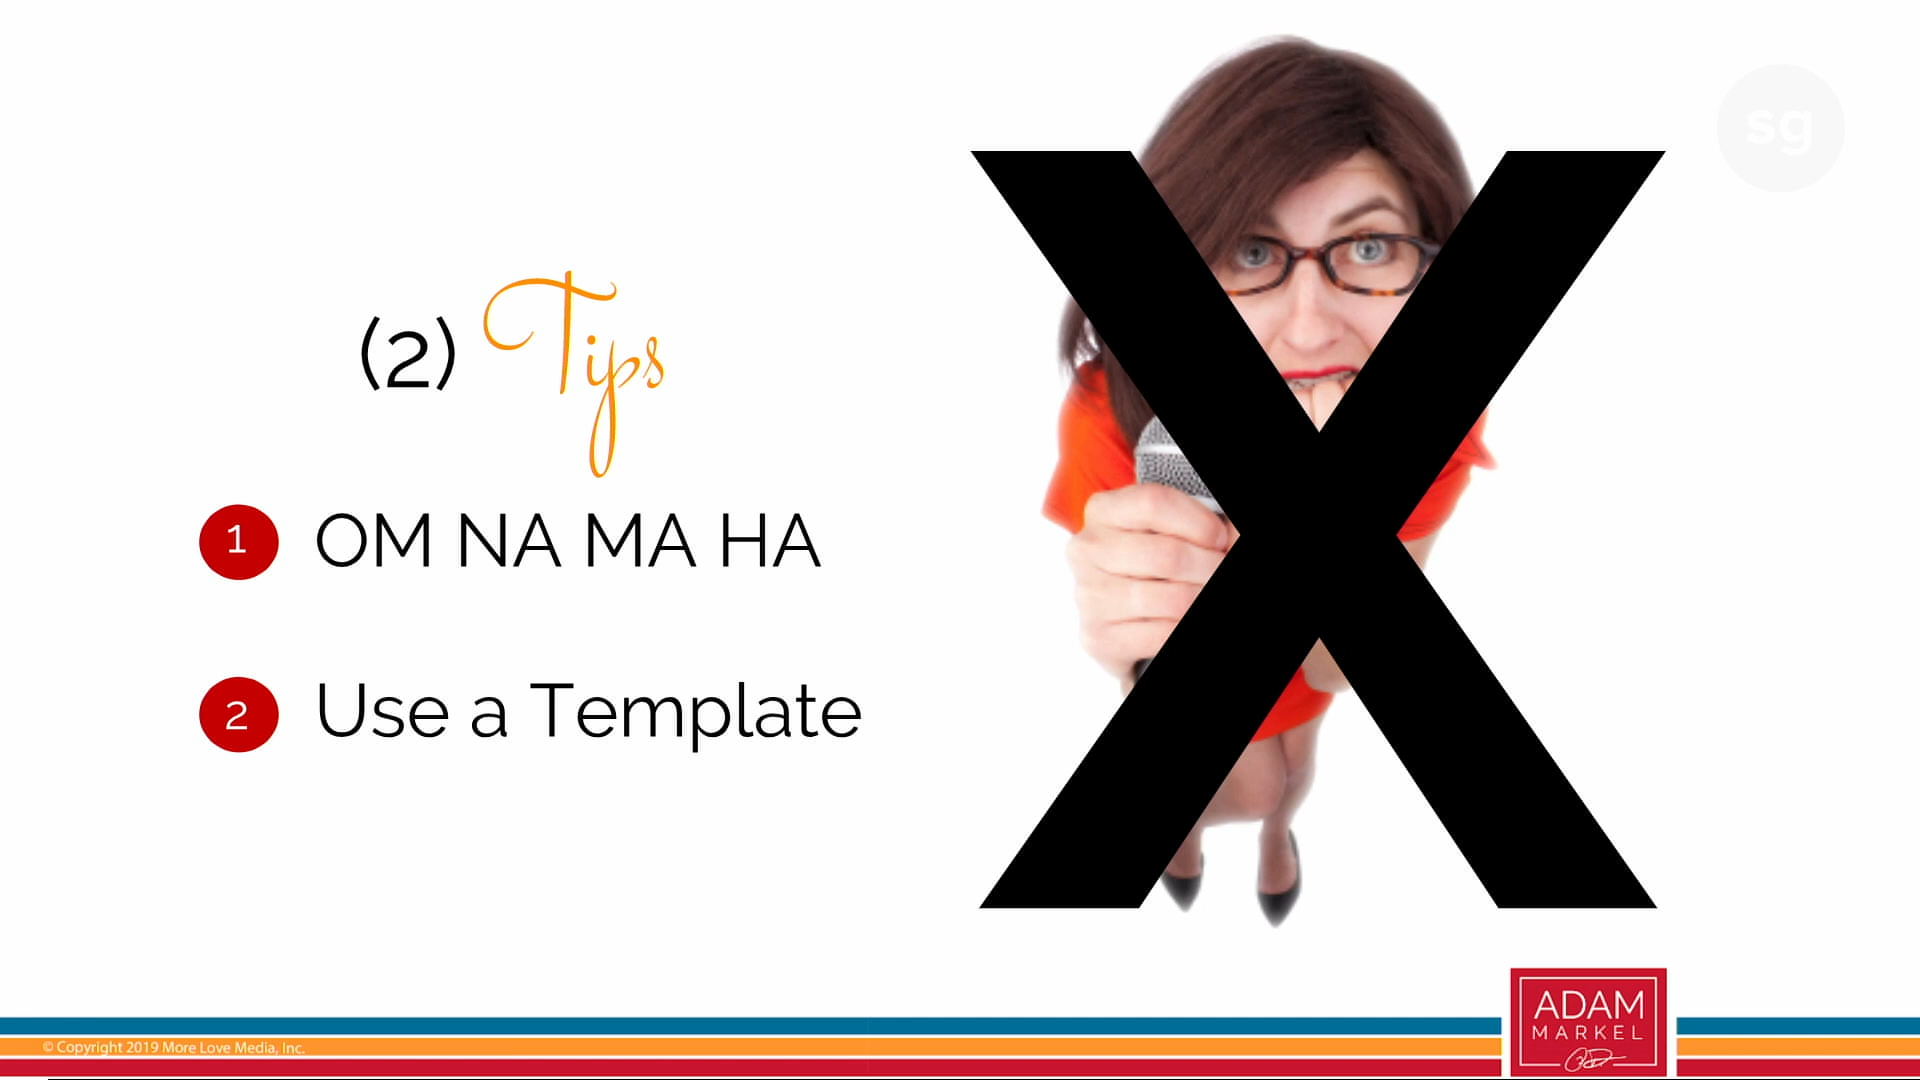 (2) Tips
1 OM NA MA HA
2 Use a Template
X
sg
ADAM
MARKEL
© Copyright 2019 More Love Media, Inc.